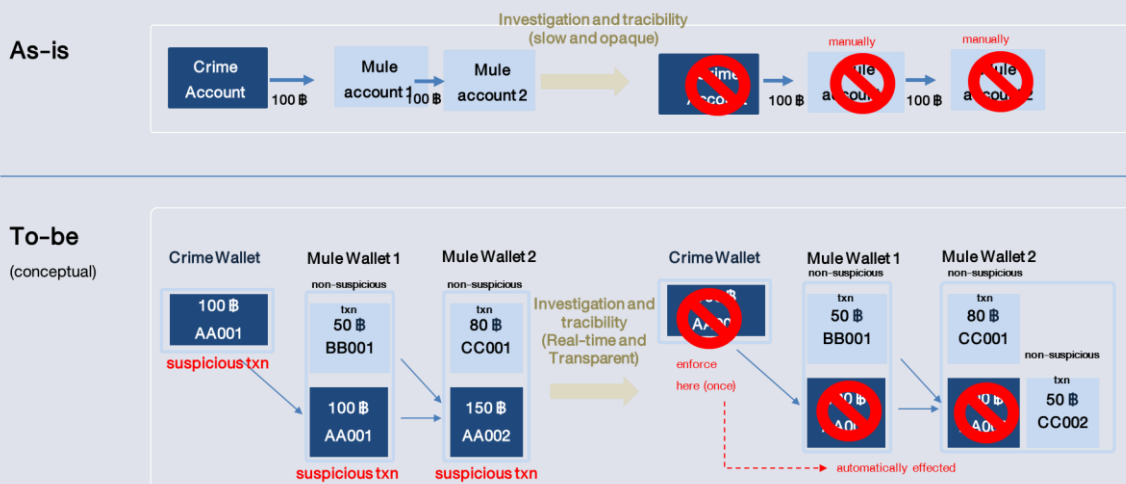 As-is
Investigation and tracibility
(slow and opaque)
Crime
Account
100 ฿
Mule
account 1
100 ฿
Mule
account 2
100 ฿
manually
100 ฿
manually
To-be
(conceptual)
Crime Wallet
100 ฿
AA001
suspicious txn
Mule Wallet 1
non-suspicious
txn
50 ฿
BB001
100 ฿
AA001
suspicious txn
Mule Wallet 2
non-suspicious
txn
80 ฿
CC001
150 ฿
AA002
suspicious txn
Investigation and
tracibility
(Real-time and
Transparent)
Crime Wallet
enforce
here (once)
Mule Wallet 1
non-suspicious
txn
50 ฿
BB001
Mule Wallet 2
non-suspicious
txn
80 ฿
CC001
non-suspicious
txn
50 ฿
CC002
automatically effected